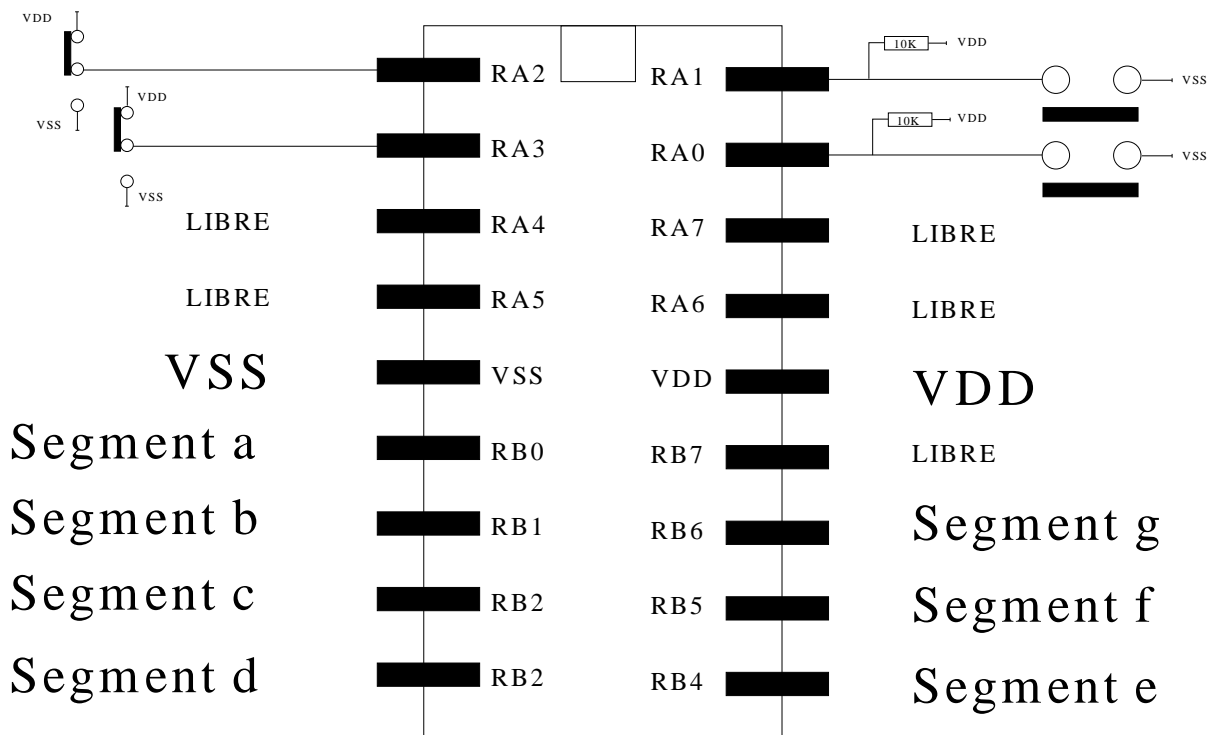 VDD
10K VDD
RA2 RA1
VSS
VDD
VSS
10K VDD
RA3 RA0
VSS
VSS
LIBRE RA4 RA7 LIBRE
LIBRE RA5 RA6 LIBRE
VSS VSS VDD VDD
Segment a RB0 RB7 LIBRE
Segment b RB1 RB6 Segment g
Segment c RB2 RB5 Segment f
Segment d RB2 RB4 Segment e